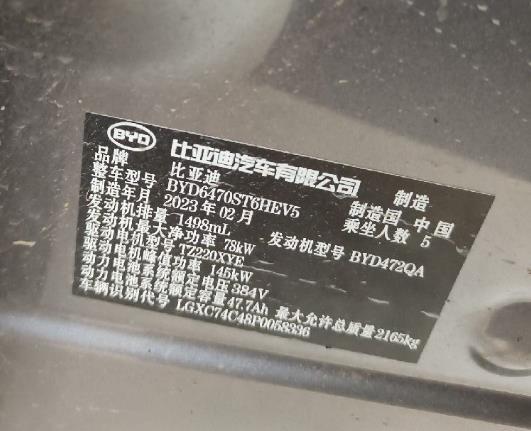 BYD 比亚迪汽车有限公司 制造
品牌 比亚迪 制造国 中国
整车型号 BYD6470ST6HEV5 乘坐人数 5
制造年月 2023年02月
发动机排量 1498mL 发动机型号 BYD472QA
发动机最大净功率 78kW
驱动电机型号 TZ220XYE
驱动电机峰值功率 145kW
动力电池系统额定电压 384V
动力电池系统额定容量 47.7Ah 最大允许总质量 2165kg
车辆识别代号 LGXC74C48P0058336